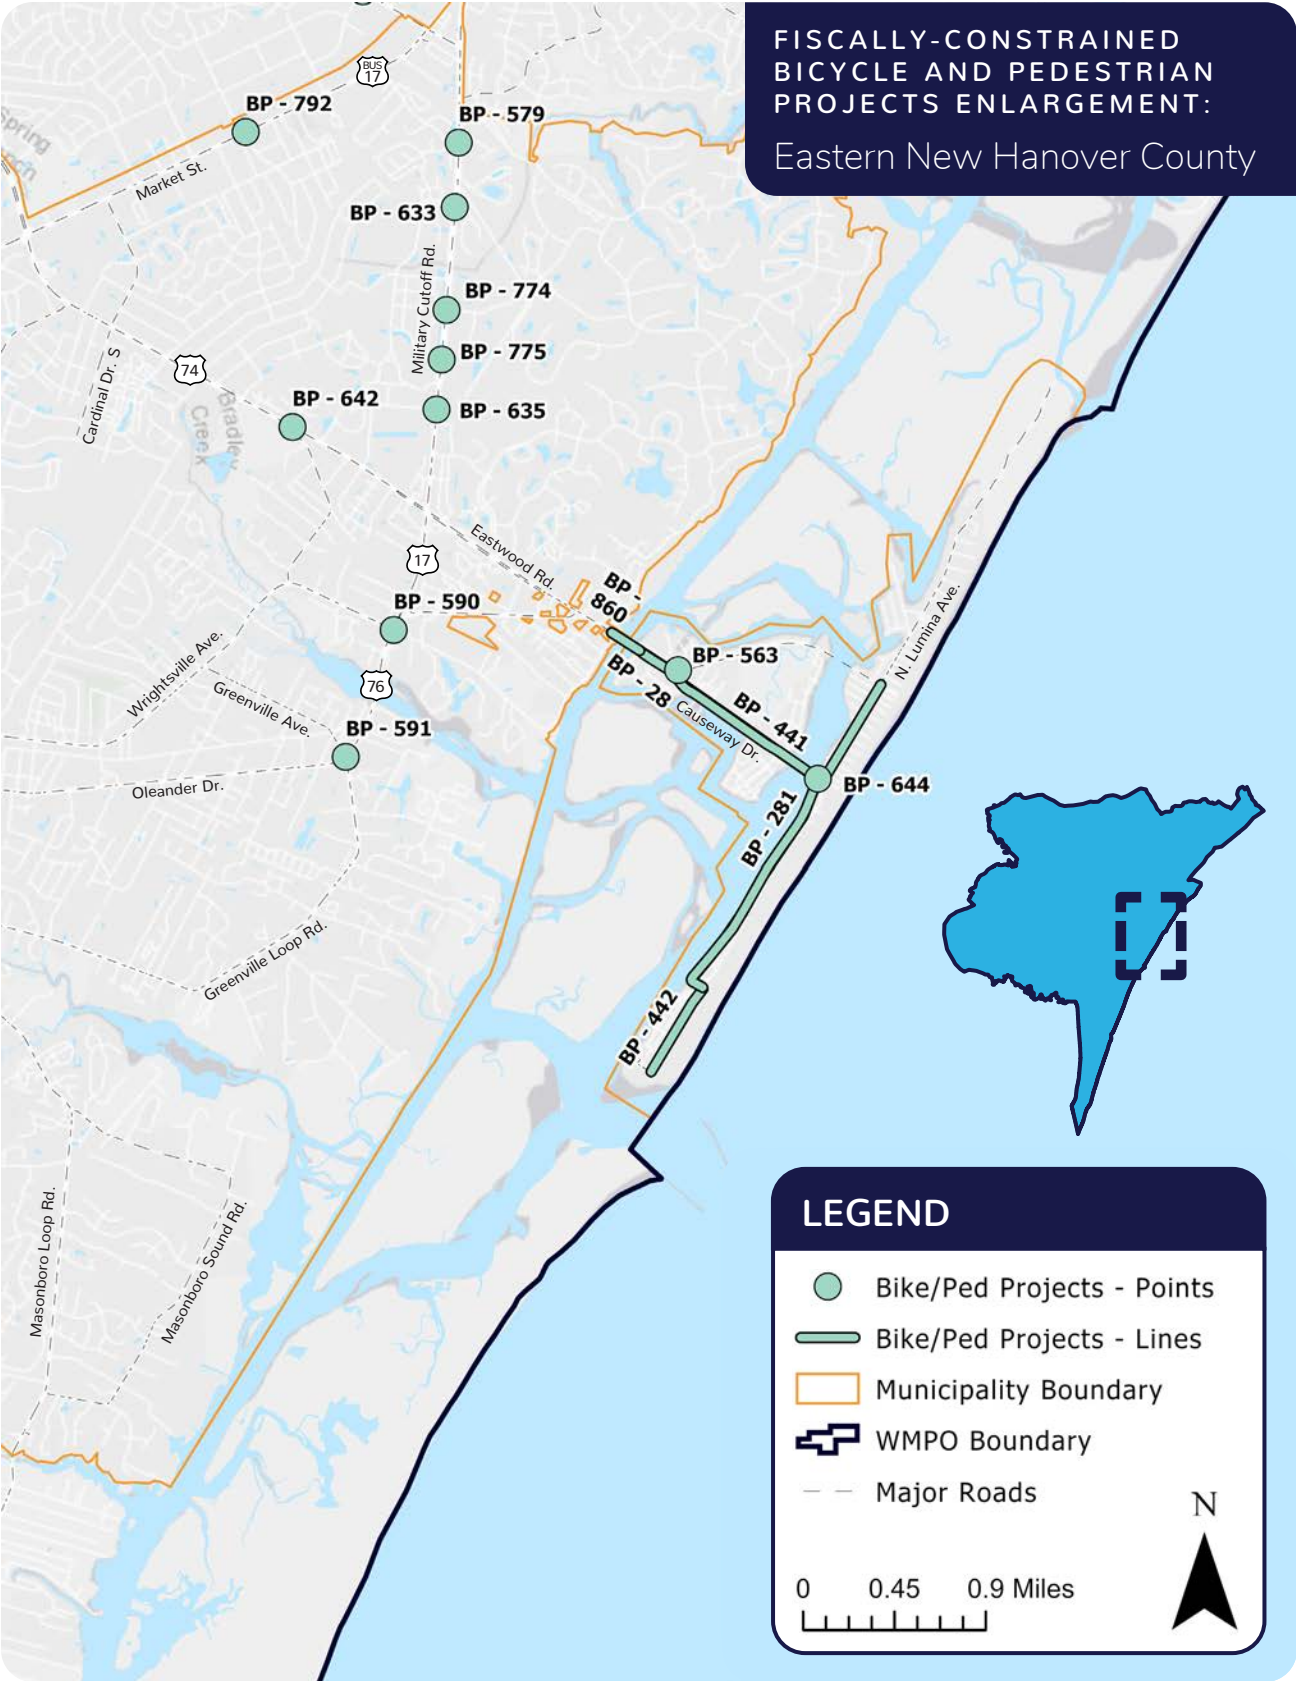 FISCALLY-CONSTRAINED
BICYCLE AND PEDESTRIAN
PROJECTS ENLARGEMENT:
Eastern New Hanover County
BUS
17
BP - 792
BP - 579
Spring
Market St.
BP - 633
Military Cutoff Rd.
BP - 774
BP - 775
74
Cardinal Dr. S
BP - 642
BP - 635
Bradley
Creek
Eastwood Rd.
17
BP -
860
BP - 590
N. Lumina Ave.
BP - 563
Wrightsville Ave.
76
BP - 28
Greenville Ave.
BP - 441
Causeway Dr.
BP - 591
BP - 644
Oleander Dr.
BP - 281
Greenville Loop Rd.
BP - 442
Masonboro Loop Rd.
Masonboro Sound Rd.
LEGEND
Bike/Ped Projects - Points
Bike/Ped Projects - Lines
Municipality Boundary
WMPO Boundary
Major Roads
N
0 0.45 0.9 Miles